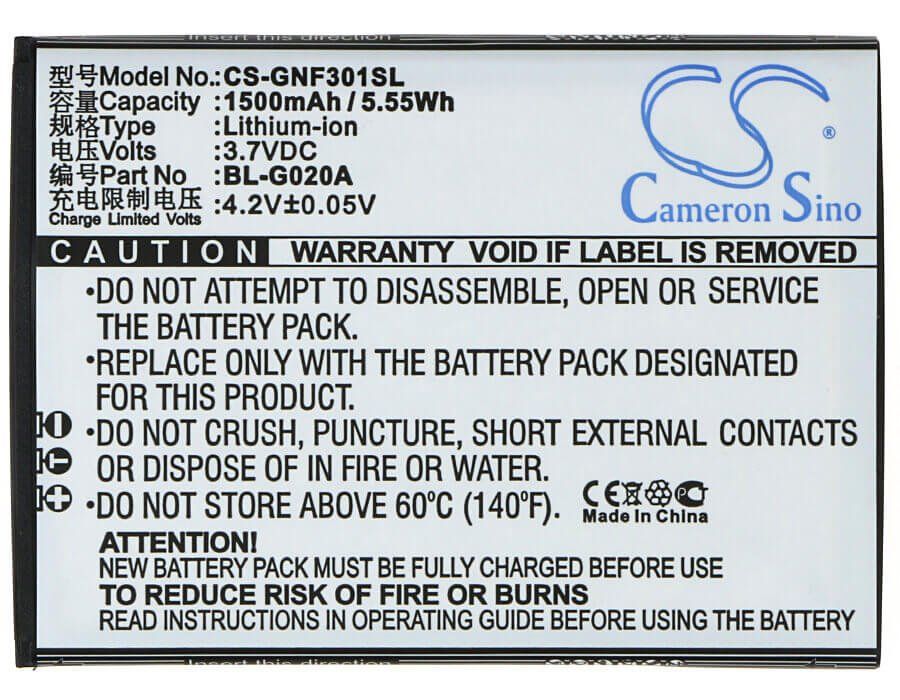 型号Model No.:CS-GNF301SL
容量Capacity :1500mAh / 5.55Wh
规格Type :Lithium-ion
电压Volts :3.7VDC
编号Part No :BL-G020A
充电限制电压 :4.2V±0.05V
Charge Limited Volts
CS
®
Cameron Sino
CAUTION WARRANTY VOID IF LABEL IS REMOVED
•DO NOT ATTEMPT TO DISASSEMBLE, OPEN OR SERVICE
THE BATTERY PACK.
•REPLACE ONLY WITH THE BATTERY PACK DESIGNATED
FOR THIS PRODUCT.
•DO NOT CRUSH, PUNCTURE, SHORT EXTERNAL CONTACTS
OR DISPOSE OF IN FIRE OR WATER.
•DO NOT STORE ABOVE 60ºC (140ºF).
CE PC
Made In China
ATTENTION!
NEW BATTERY PACK MUST BE FULLY CHARGED BEFORE USE
TO REDUCE RISK OF FIRE OR BURNS
READ INSTRUCTIONS OF OPERATING BEFORE USING THE BATTERY